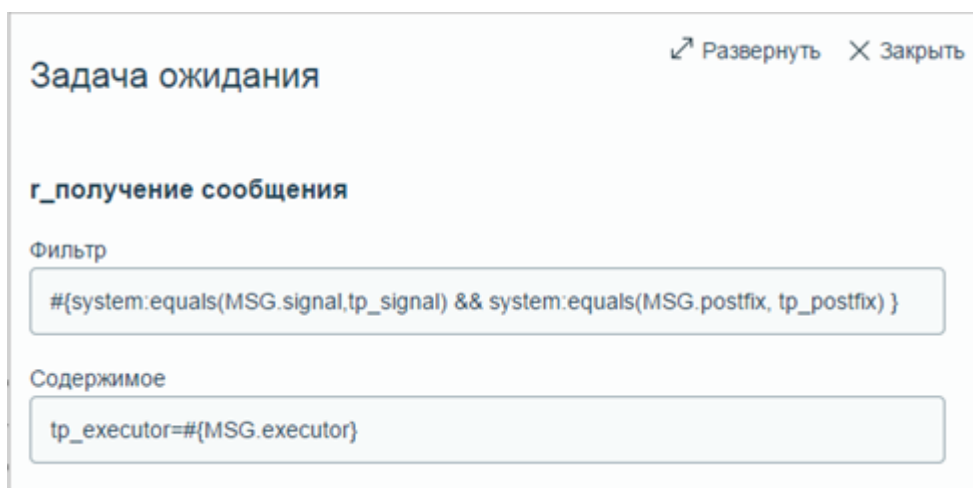 Развернуть Закрыть
Задача ожидания
r_получение сообщения
Фильтр
#{system:equals(MSG.signal,tp_signal) && system:equals(MSG.postfix, tp_postfix) }
Содержимое
tp_executor=#{MSG.executor}